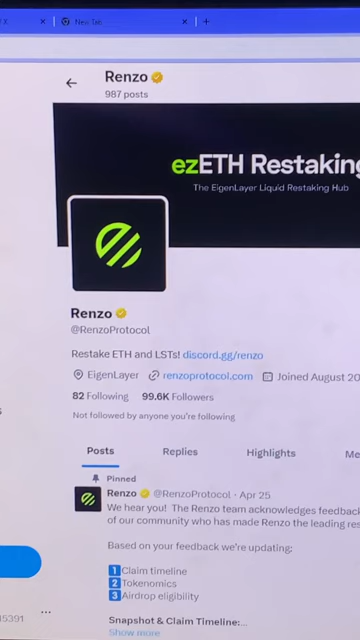 X
New Tab
Renzo
987 posts
ezETH Restaking
The EigenLayer Liquid Restaking Hub
Renzo
@RenzoProtocol
Restake ETH and LSTs! discord.gg/renzo
EigenLayer renzoprotocol.com Joined August 20
82 Following 99.6K Followers
Not followed by anyone you're following
Posts Replies Highlights Me
Pinned
Renzo @RenzoProtocol · Apr 25
We hear you! The Renzo team acknowledges feedback
of our community who has made Renzo the leading res
Based on your feedback we're updating:
1 Claim timeline
2 Tokenomics
3 Airdrop eligibility
Snapshot & Claim Timeline:...
Show more
15391